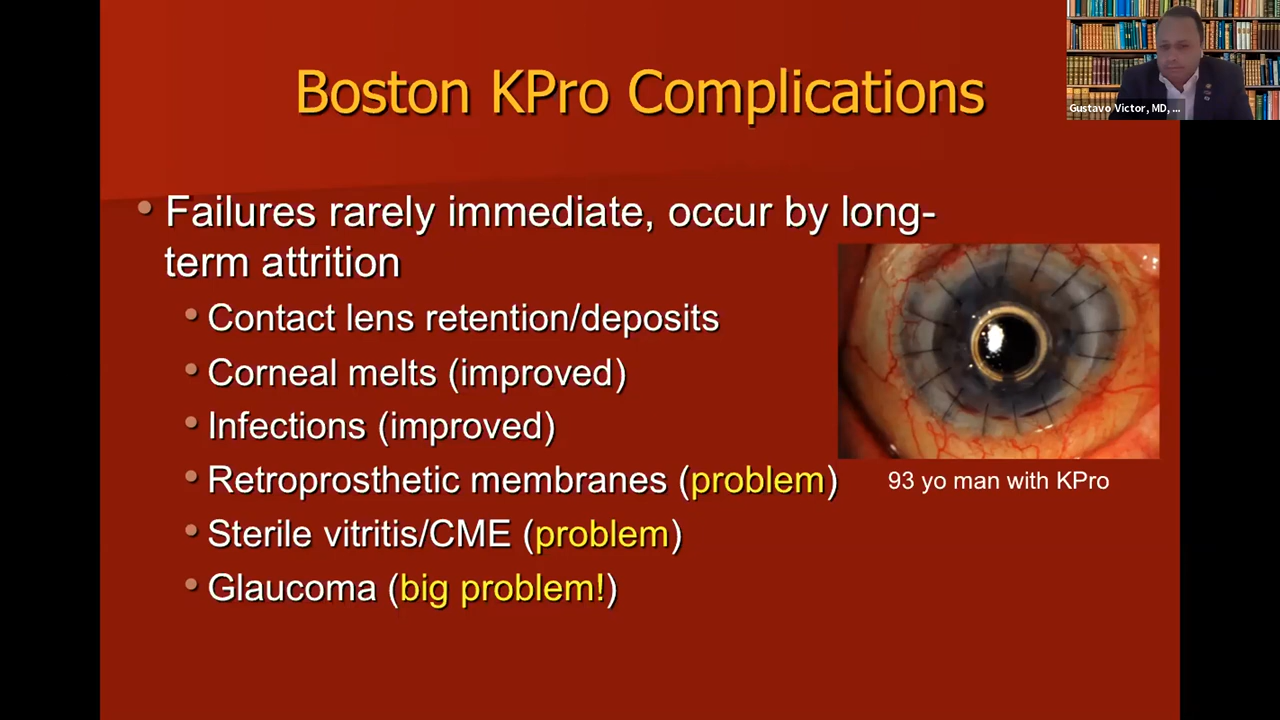 Boston KPro Complications
Gustavo Victor, MD, ...
Failures rarely immediate, occur by long-
term attrition
Contact lens retention/deposits
Corneal melts (improved)
Infections (improved)
Retroprosthetic membranes (problem)
93 yo man with KPro
Sterile vitritis/CME (problem)
Glaucoma (big problem!)